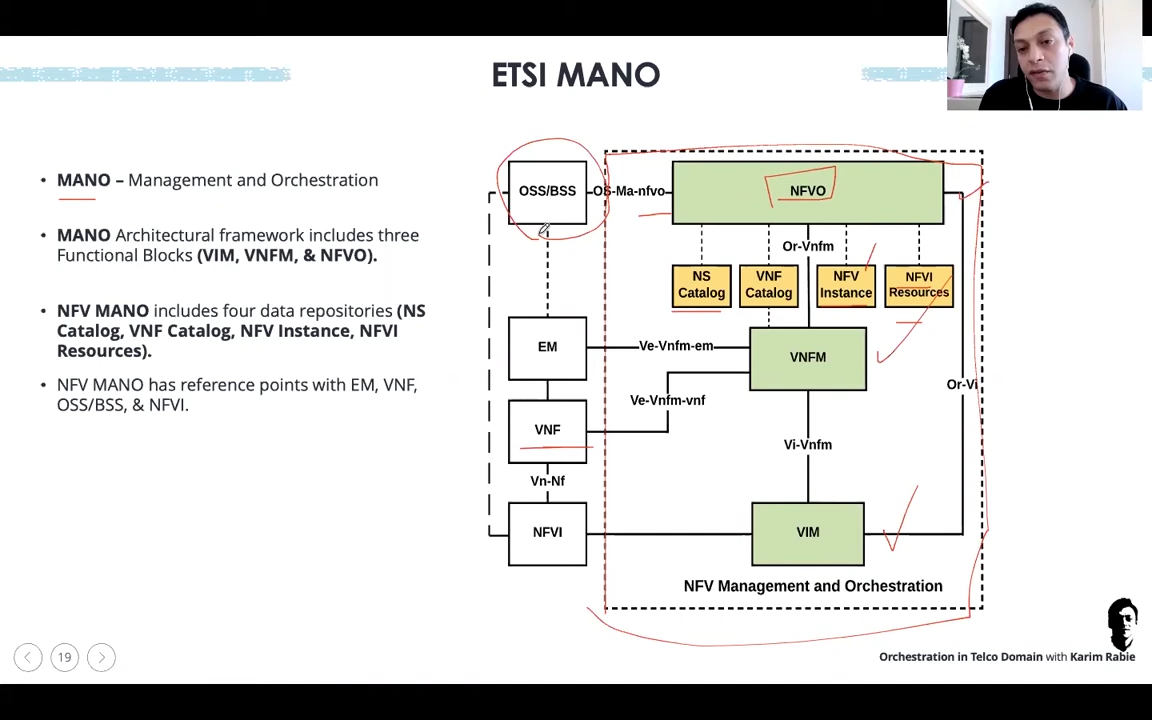 ETSI MANO
• MANO – Management and Orchestration
• MANO Architectural framework includes three
Functional Blocks (VIM, VNFM, & NFVO).
• NFV MANO includes four data repositories (NS
Catalog, VNF Catalog, NFV Instance, NFVI
Resources).
• NFV MANO has reference points with EM, VNF,
OSS/BSS, & NFVI.
OSS/BSS
OS-Ma-nfvo
NFVO
Or-Vnfm
NS
Catalog
VNF
Catalog
NFV
Instance
NFVI
Resources
EM
Ve-Vnfm-em
VNFM
Or-Vi
Ve-Vnfm-vnf
VNF
Vi-Vnfm
Vn-Nf
NFVI
VIM
NFV Management and Orchestration
19
Orchestration in Telco Domain with Karim Rabie